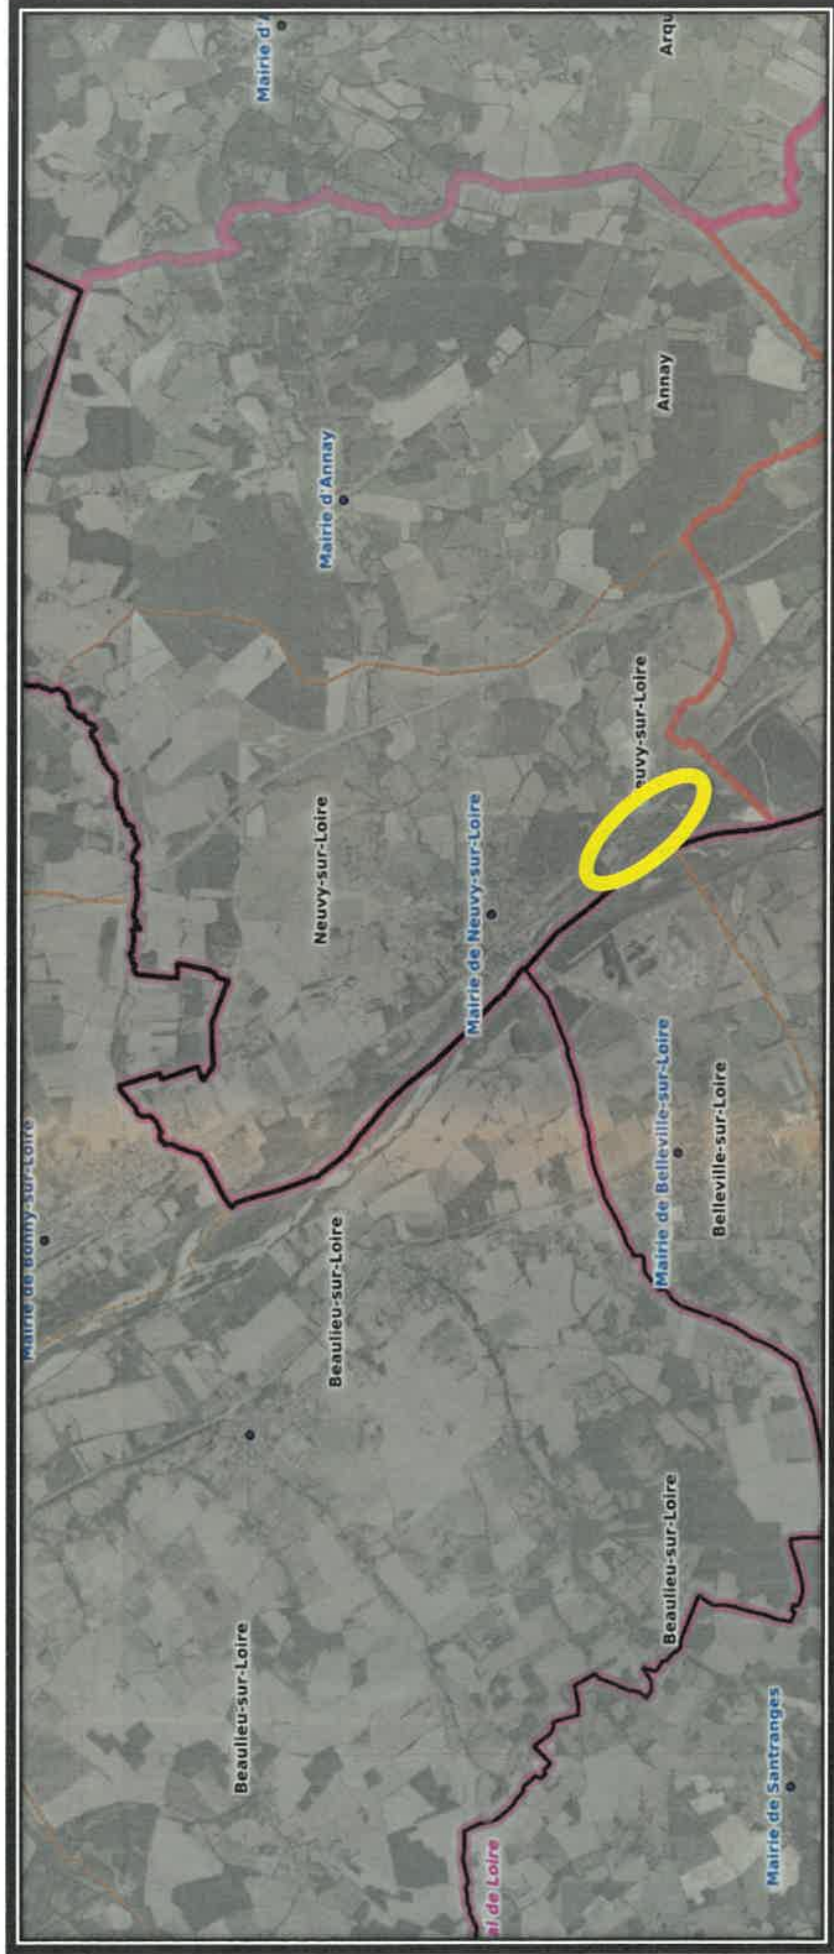 Mairie de Bonny-sur-Loire
Beaulieu-sur-Loire
Mairie d'
Neuvy-sur-Loire
Mairie d'Annay
Beaulieu-sur-Loire
Mairie de Neuvy-sur-Loire
al de Loire
euvy-sur-Loire
Mairie de Belleville-sur-Loire
Beaulieu-sur-Loire
Annay
Arqu
Belleville-sur-Loire
Mairie de Santranges